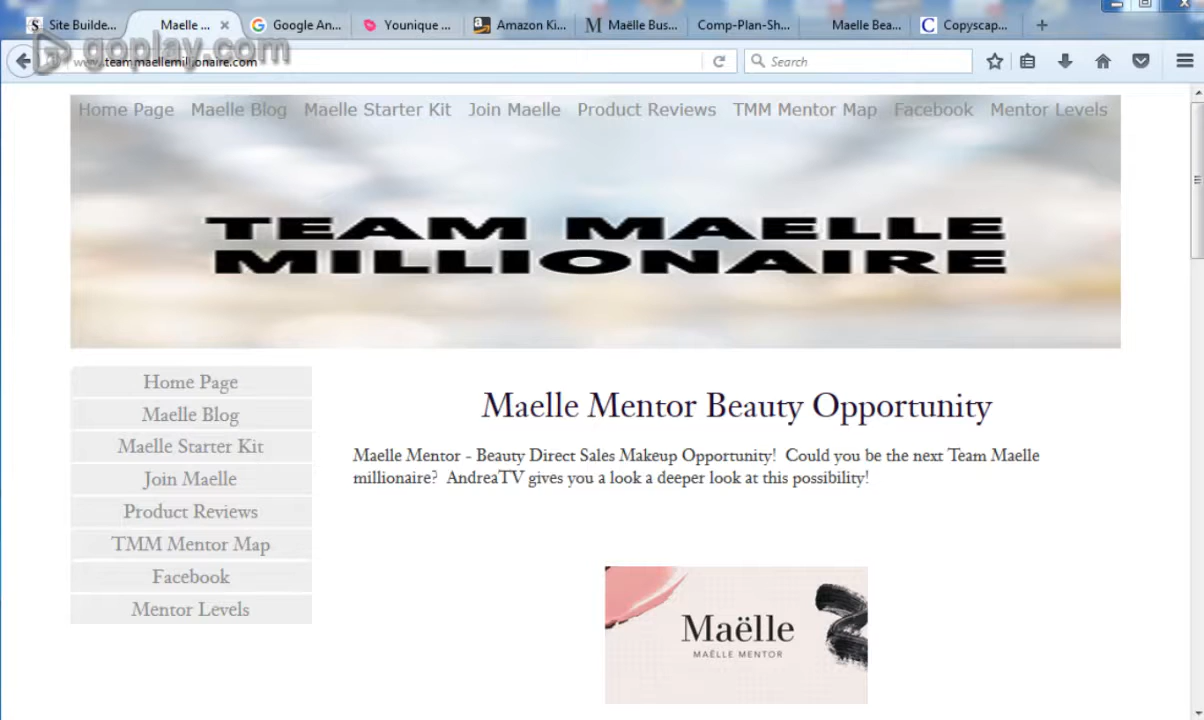 Site Builde...
Maelle ...
Google An...
Younique ...
Amazon Ki...
Maëlle Bus...
Comp-Plan-Sh...
Maelle Bea...
Copyscap...
goplay.com
www.teammaellemillionaire.com
Search
Home Page Maelle Blog Maelle Starter Kit Join Maelle Product Reviews TMM Mentor Map Facebook Mentor Levels
TEAM MAELLE
MILLIONAIRE
Home Page
Maelle Blog
Maelle Starter Kit
Join Maelle
Product Reviews
TMM Mentor Map
Facebook
Mentor Levels
Maelle Mentor Beauty Opportunity
Maelle Mentor - Beauty Direct Sales Makeup Opportunity! Could you be the next Team Maelle
millionaire? AndreaTV gives you a look a deeper look at this possibility!
Maëlle
MAËLLE MENTOR